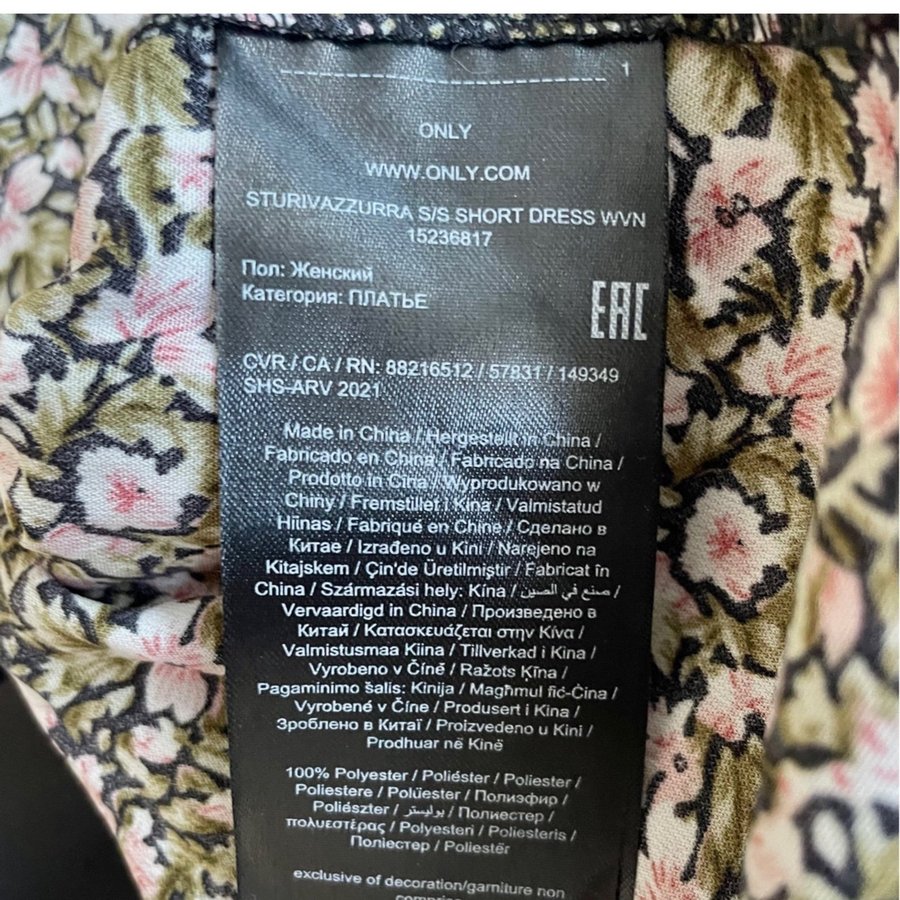 1
ONLY
WWW.ONLY.COM
STURIVAZZURRA S/S SHORT DRESS WVN
15236817
Пол: Женский
Категория: ПЛАТЬЕ
EAC
CVR / CA / RN: 88216512 / 57831 / 149349
SHS-ARV 2021
Made in China / Hergestellt in China /
Fabricado en China / Fabricado na China /
Prodotto in Cina / Wyprodukowano w
Chiny / Fremstillet i Kina / Valmistatud
Hiinas / Fabriqué en Chine / Сделано в
Китае / Izrađeno u Kini / Narejeno na
Kitajskem / Çin'de Üretilmiştir / Fabricat în
China / Származási hely: Kína / صنع في الصين /
Vervaardigd in China / Произведено в
Китай / Κατασκευάζεται στην Κίνα /
Valmistusmaa Kiina / Tillverkad i Kina /
Vyrobeno v Číně / Ražots Ķīna /
Pagaminimo šalis: Kinija / Magħmul fiċ-Ċina /
Vyrobené v Číne / Produsert i Kina /
Зроблено в Китаї / Proizvedeno u Kini /
Prodhuar në Kinë
100% Polyester / Poliéster / Poliester /
Poliestere / Polüester / Полиэфир /
Poliészter / بوليستر / Полиестер /
πολυεστέρας / Polyesteri / Poliesteris /
Поліестер / Poliestër
exclusive of decoration/garniture non
comprise